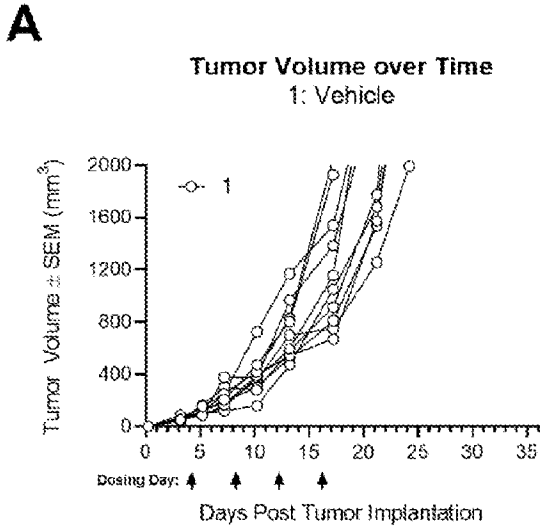 A
Tumor Volume over Time
1: Vehicle
Tumor Volume ± SEM (mm³)
2000
1600
1200
800
400
0
1
0 5 10 15 20 25 30 35
Dosing Day:
Days Post Tumor Implantation